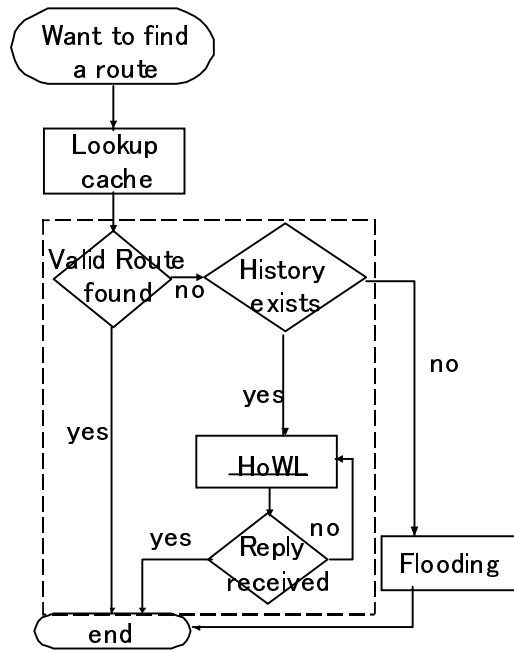 Want to find
a route
Lookup
cache
Valid Route
found
no
History
exists
no
yes
yes
HoWL
yes
Reply
received
no
Flooding
end